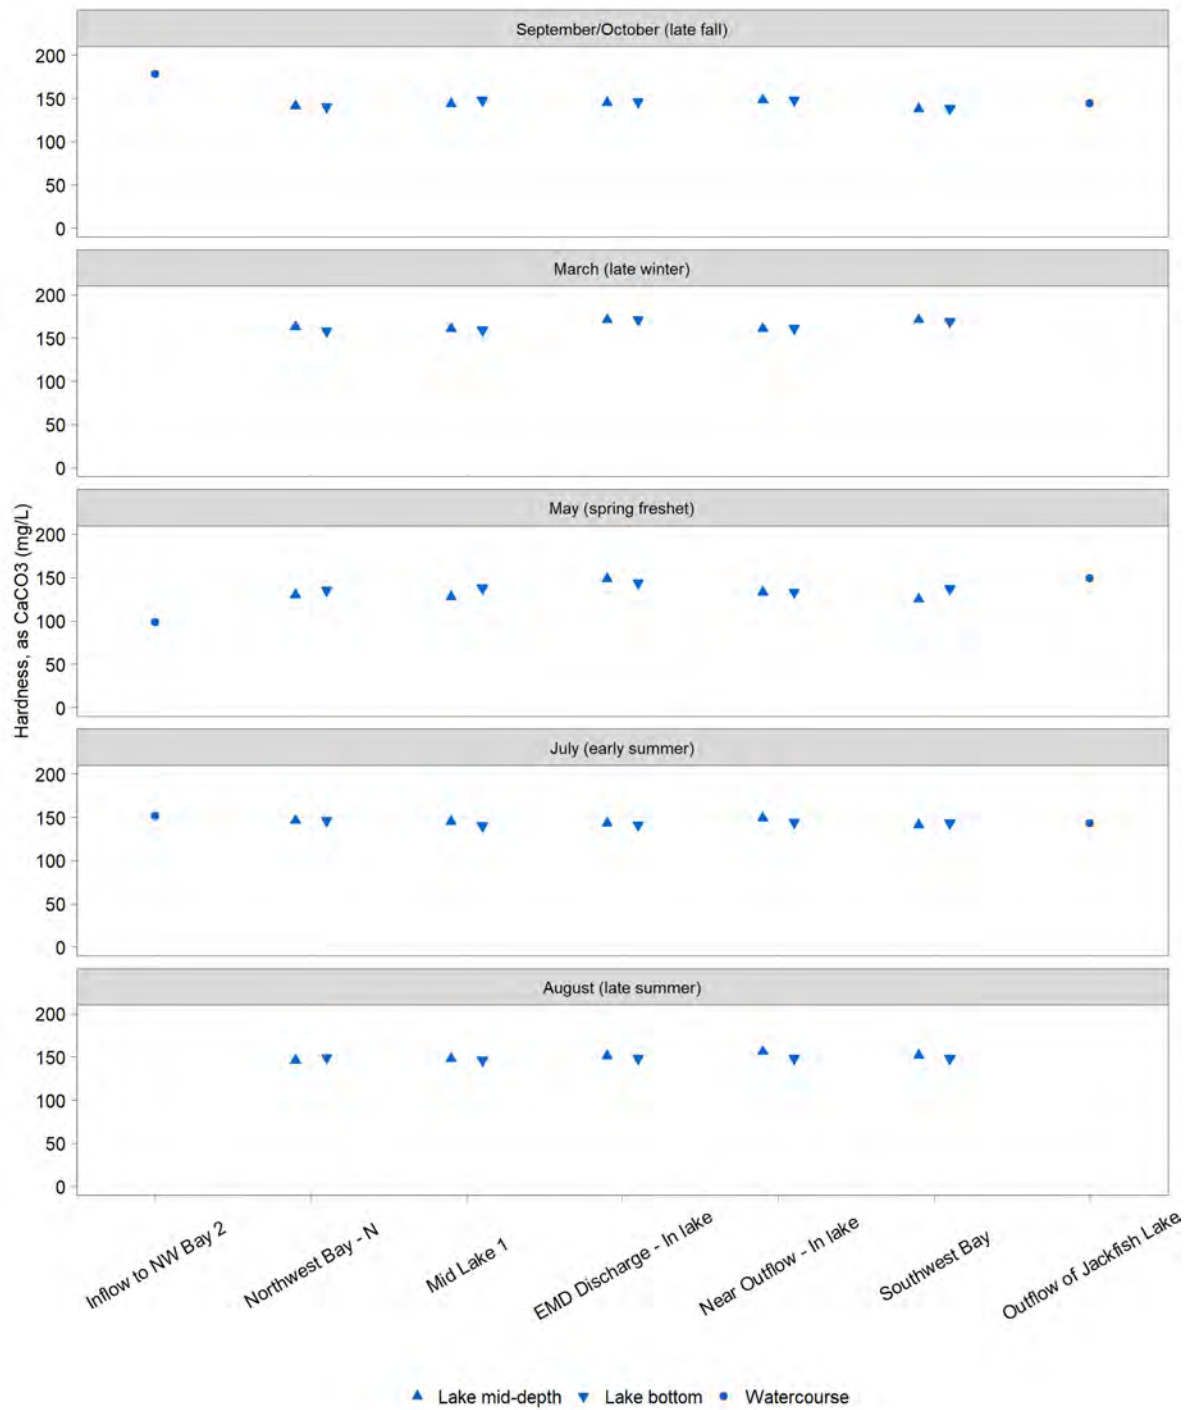 September/October (late fall)
200
150
100
50
0
March (late winter)
200
150
100
50
0
May (spring freshet)
200
150
100
50
0
July (early summer)
200
150
100
50
0
August (late summer)
200
150
100
50
0
Hardness, as CaCO3 (mg/L)
Inflow to NW Bay 2
Northwest Bay - N
Mid Lake 1
EMD Discharge - In lake
Near Outflow - In lake
Southwest Bay
Outflow of Jackfish Lake
Lake mid-depth Lake bottom Watercourse